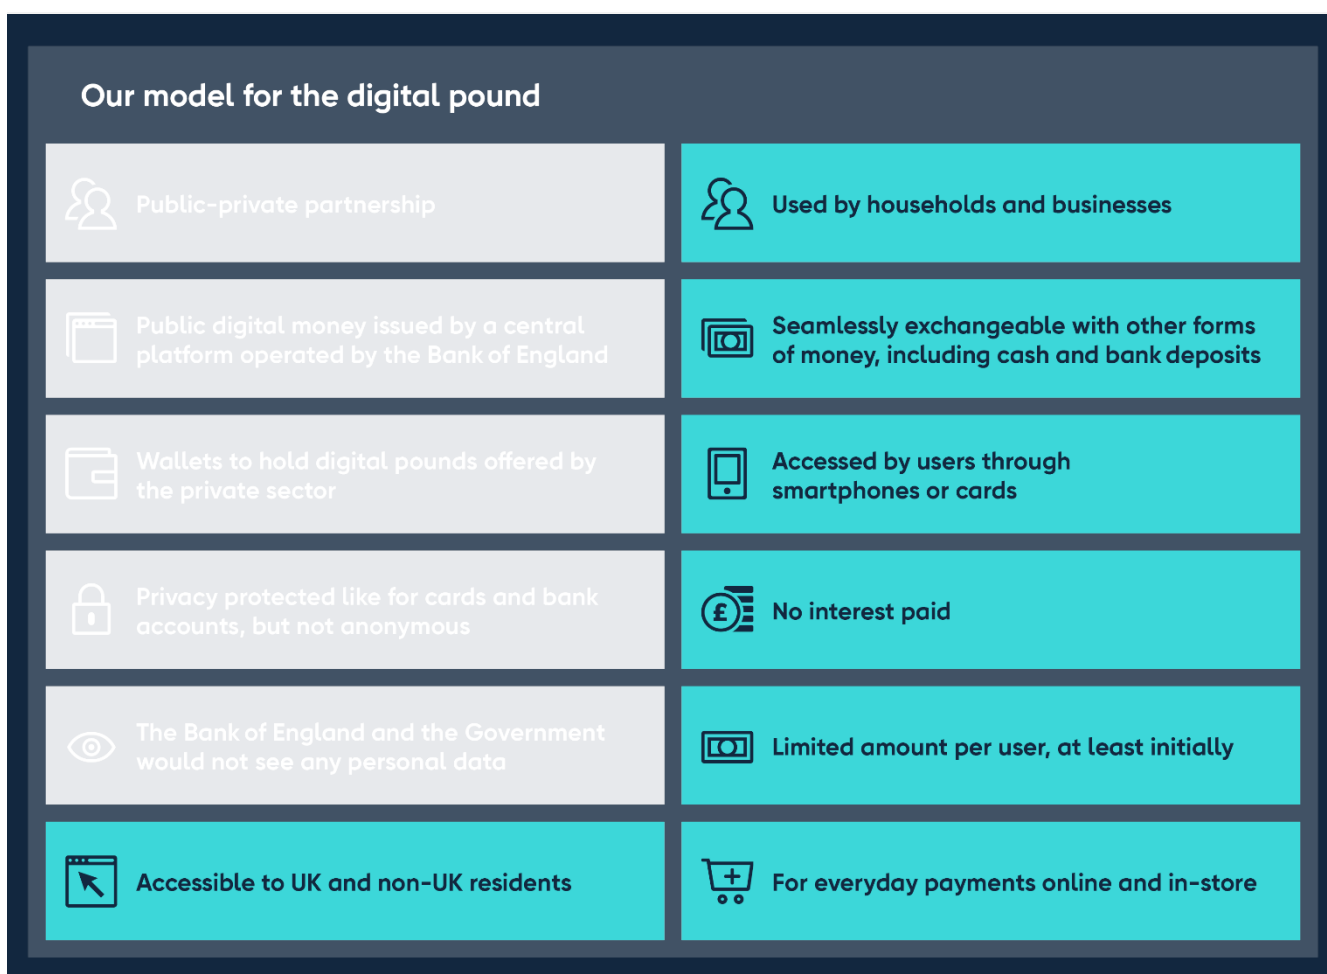 Our model for the digital pound
Public-private partnership
Public digital money issued by a central
platform operated by the Bank of England
Wallets to hold digital pounds offered by
the private sector
Privacy protected like for cards and bank
accounts, but not anonymous
The Bank of England and the Government
would not see any personal data
Accessible to UK and non-UK residents
Used by households and businesses
Seamlessly exchangeable with other forms
of money, including cash and bank deposits
Accessed by users through
smartphones or cards
£
No interest paid
Limited amount per user, at least initially
For everyday payments online and in-store